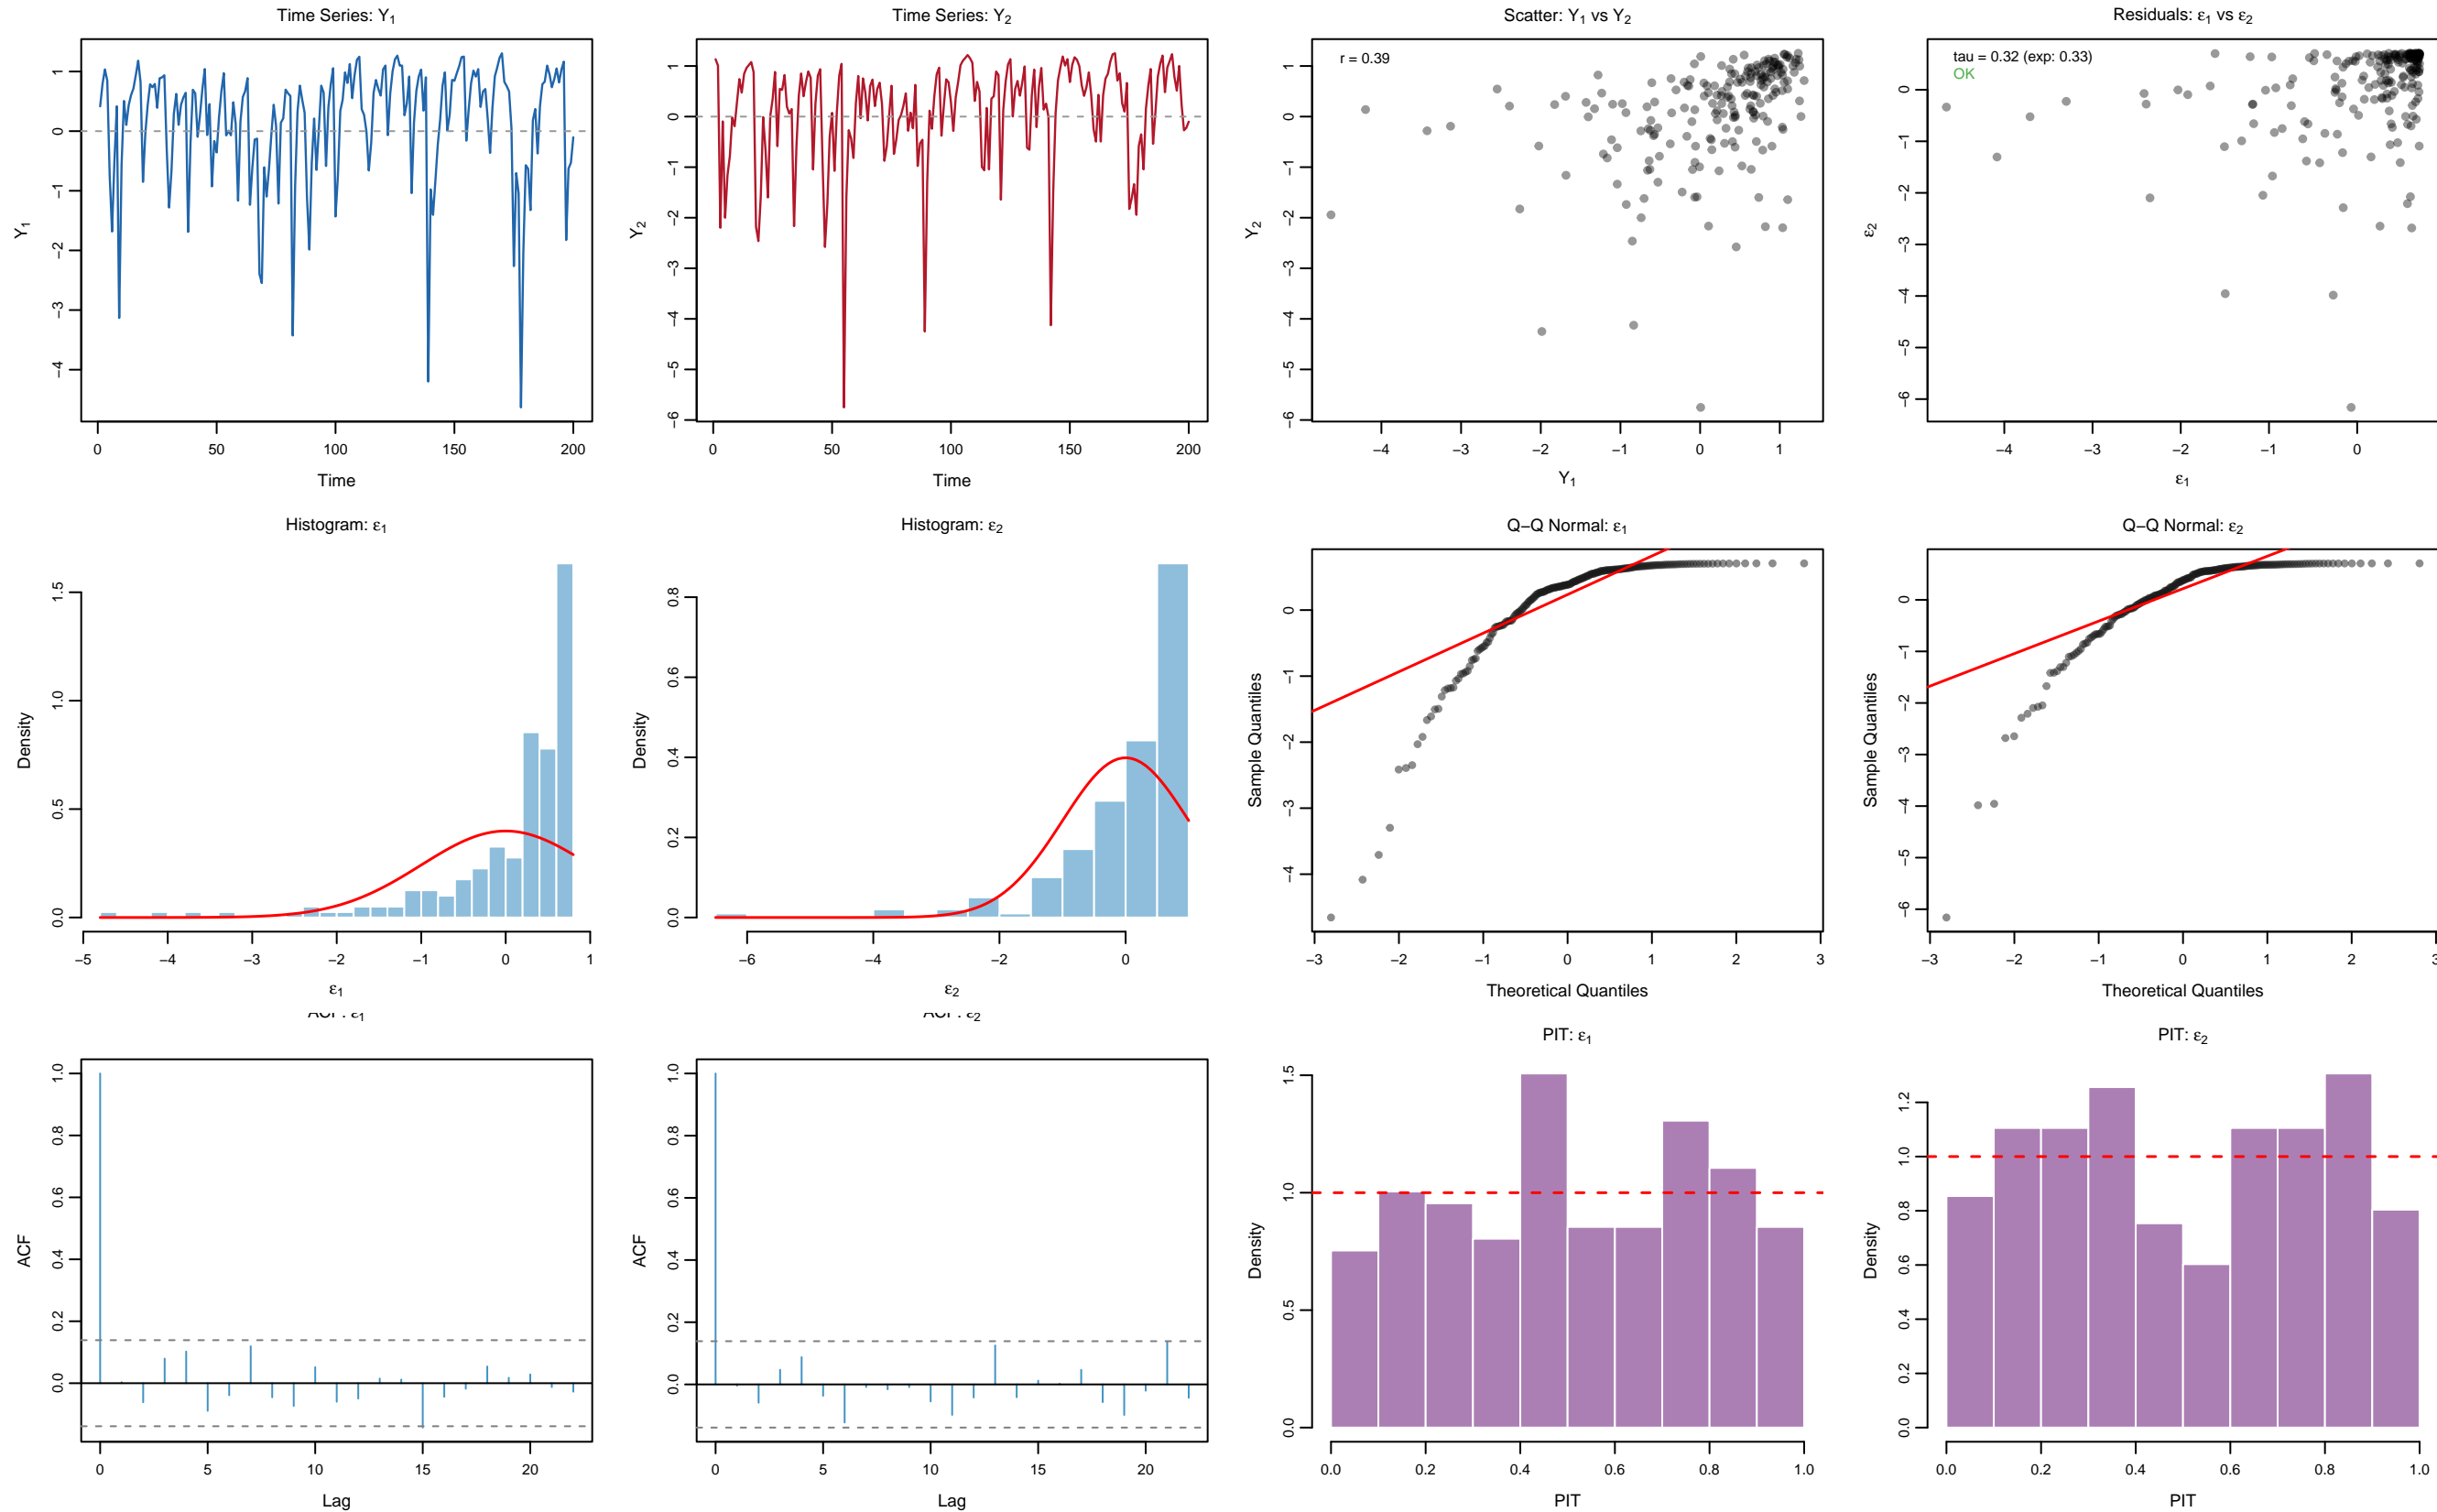 Time Series: Y₁
Y₁
1
0
−1
−2
−3
−4
0 50 100 150 200
Time
Time Series: Y₂
Y₂
1
0
−1
−2
−3
−4
−5
−6
0 50 100 150 200
Time
Scatter: Y₁ vs Y₂
r = 0.39
Y₂
1
0
−1
−2
−3
−4
−5
−6
−4 −3 −2 −1 0 1
Y₁
Residuals: ε₁ vs ε₂
tau = 0.32 (exp: 0.33)
OK
ε₂
0
−1
−2
−3
−4
−5
−6
−4 −3 −2 −1 0
ε₁
Histogram: ε₁
Density
1.5
1.0
0.5
0.0
−5 −4 −3 −2 −1 0 1
ε₁
Histogram: ε₂
Density
0.8
0.6
0.4
0.2
0.0
−6 −4 −2 0
ε₂
Q−Q Normal: ε₁
Sample Quantiles
0
−1
−2
−3
−4
−3 −2 −1 0 1 2 3
Theoretical Quantiles
Q−Q Normal: ε₂
Sample Quantiles
0
−1
−2
−3
−4
−5
−6
−3 −2 −1 0 1 2 3
Theoretical Quantiles
ACF: ε₁
ACF
1.0
0.8
0.6
0.4
0.2
0.0
0 5 10 15 20
Lag
ACF: ε₂
ACF
1.0
0.8
0.6
0.4
0.2
0.0
0 5 10 15 20
Lag
PIT: ε₁
Density
1.5
1.0
0.5
0.0
0.0 0.2 0.4 0.6 0.8 1.0
PIT
PIT: ε₂
Density
1.2
1.0
0.8
0.6
0.4
0.2
0.0
0.0 0.2 0.4 0.6 0.8 1.0
PIT